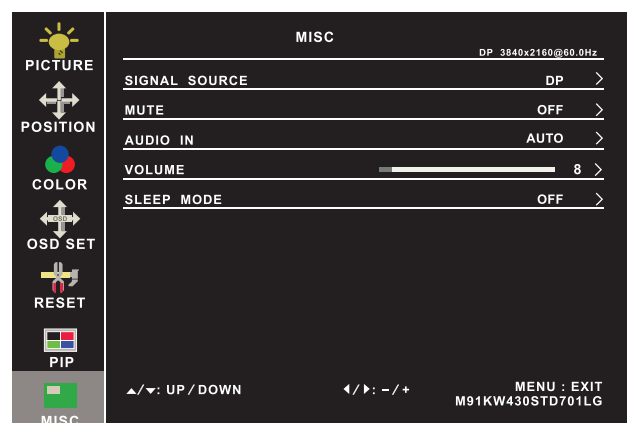 PICTURE
POSITION
COLOR
OSD
OSD SET
RESET
PIP
MISC
MISC
DP 3840x2160@60.0Hz
SIGNAL SOURCE DP >
MUTE OFF >
AUDIO IN AUTO >
VOLUME 8 >
SLEEP MODE OFF >
▲/▼: UP/DOWN ◀/▶: -/+ MENU : EXIT
M91KW430STD701LG